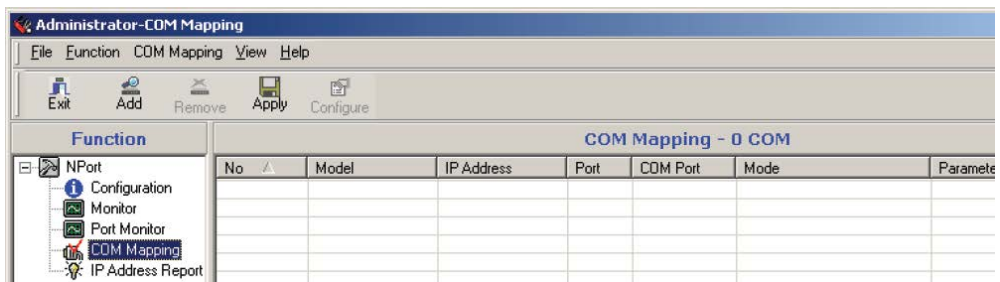 Administrator-COM Mapping
File Function COM Mapping View Help
Exit Add Remove Apply Configure
Function
COM Mapping - 0 COM
No Model IP Address Port COM Port Mode Paramete
NPort
Configuration
Monitor
Port Monitor
COM Mapping
IP Address Report